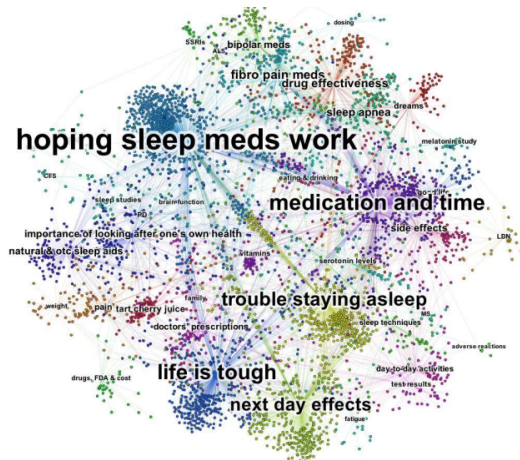 dosing
SSRIs
bipolar meds
ALS
fibro pain meds
drug effectiveness
dreams
sleep apnea
hoping sleep meds work
melatonin study
eating & drinking
CFS
sleep studies
brain function
medication and time
PD
side effects
importance of looking after one's own health
LDN
natural & otc sleep aids
vitamins
serotonin levels
trouble staying asleep
family
weight
pain
tart cherry juice
MS
doctors' prescriptions
sleep techniques
adverse reactions
life is tough
day-to-day activities
drugs, FDA & cost
test results
next day effects
fatigue